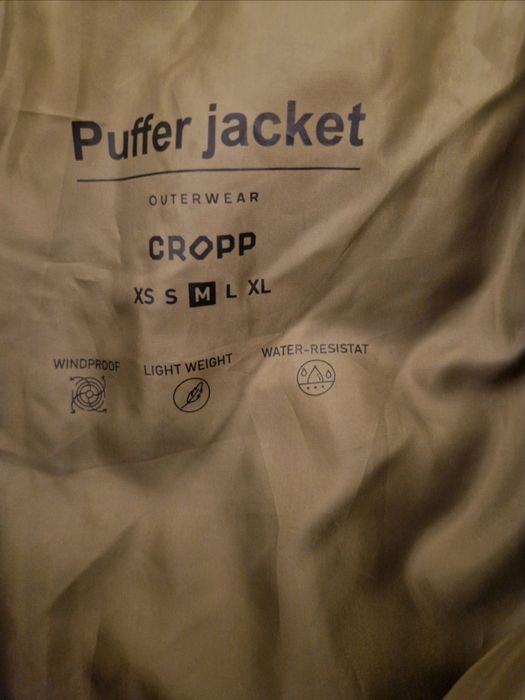 Puffer jacket
OUTERWEAR
CROPP
XS S M L XL
WINDPROOF LIGHT WEIGHT WATER-RESISTAT